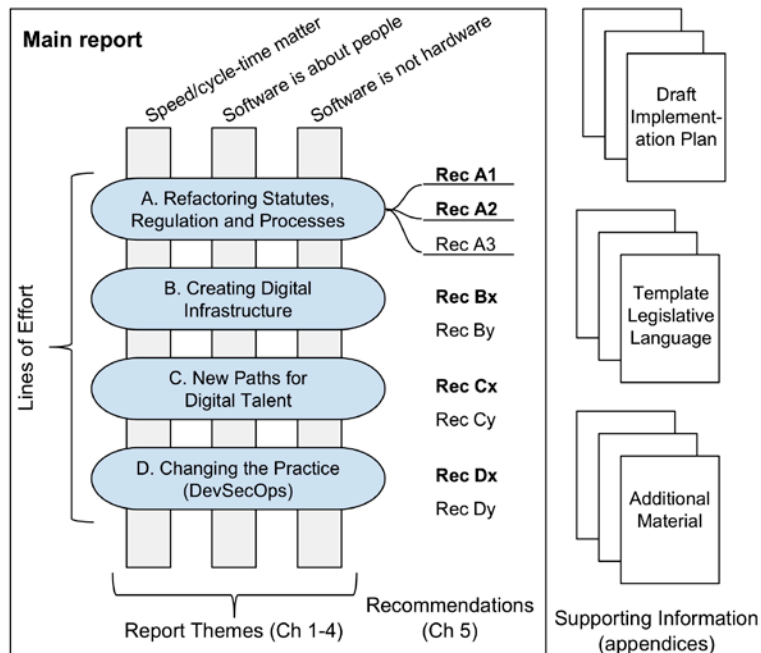 Main report
Speed/cycle-time matter
Software is about people
Software is not hardware
Lines of Effort
A. Refactoring Statutes,
Regulation and Processes
Rec A1
Rec A2
Rec A3
B. Creating Digital
Infrastructure
Rec Bx
Rec By
C. New Paths for
Digital Talent
Rec Cx
Rec Cy
D. Changing the Practice
(DevSecOps)
Rec Dx
Rec Dy
Report Themes (Ch 1-4)
Recommendations
(Ch 5)
Draft
Implement-
ation Plan
Template
Legislative
Language
Additional
Material
Supporting Information
(appendices)